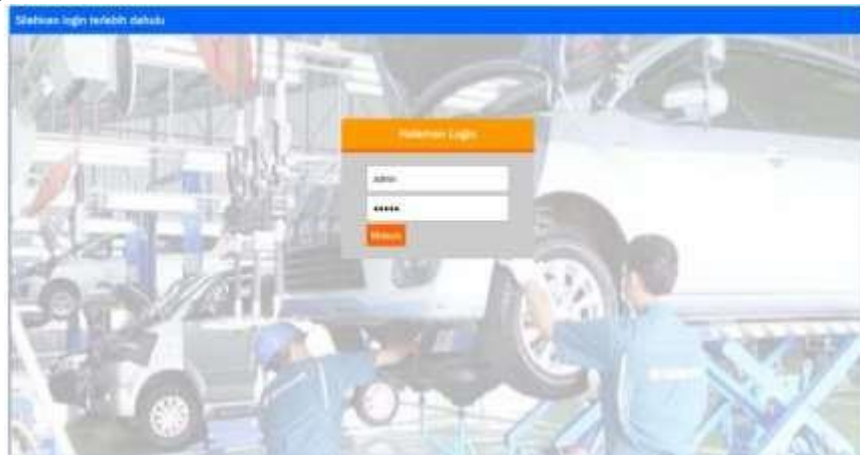 Silahkan login terlebih dahulu
Halaman Login
admin
•••••
Masuk